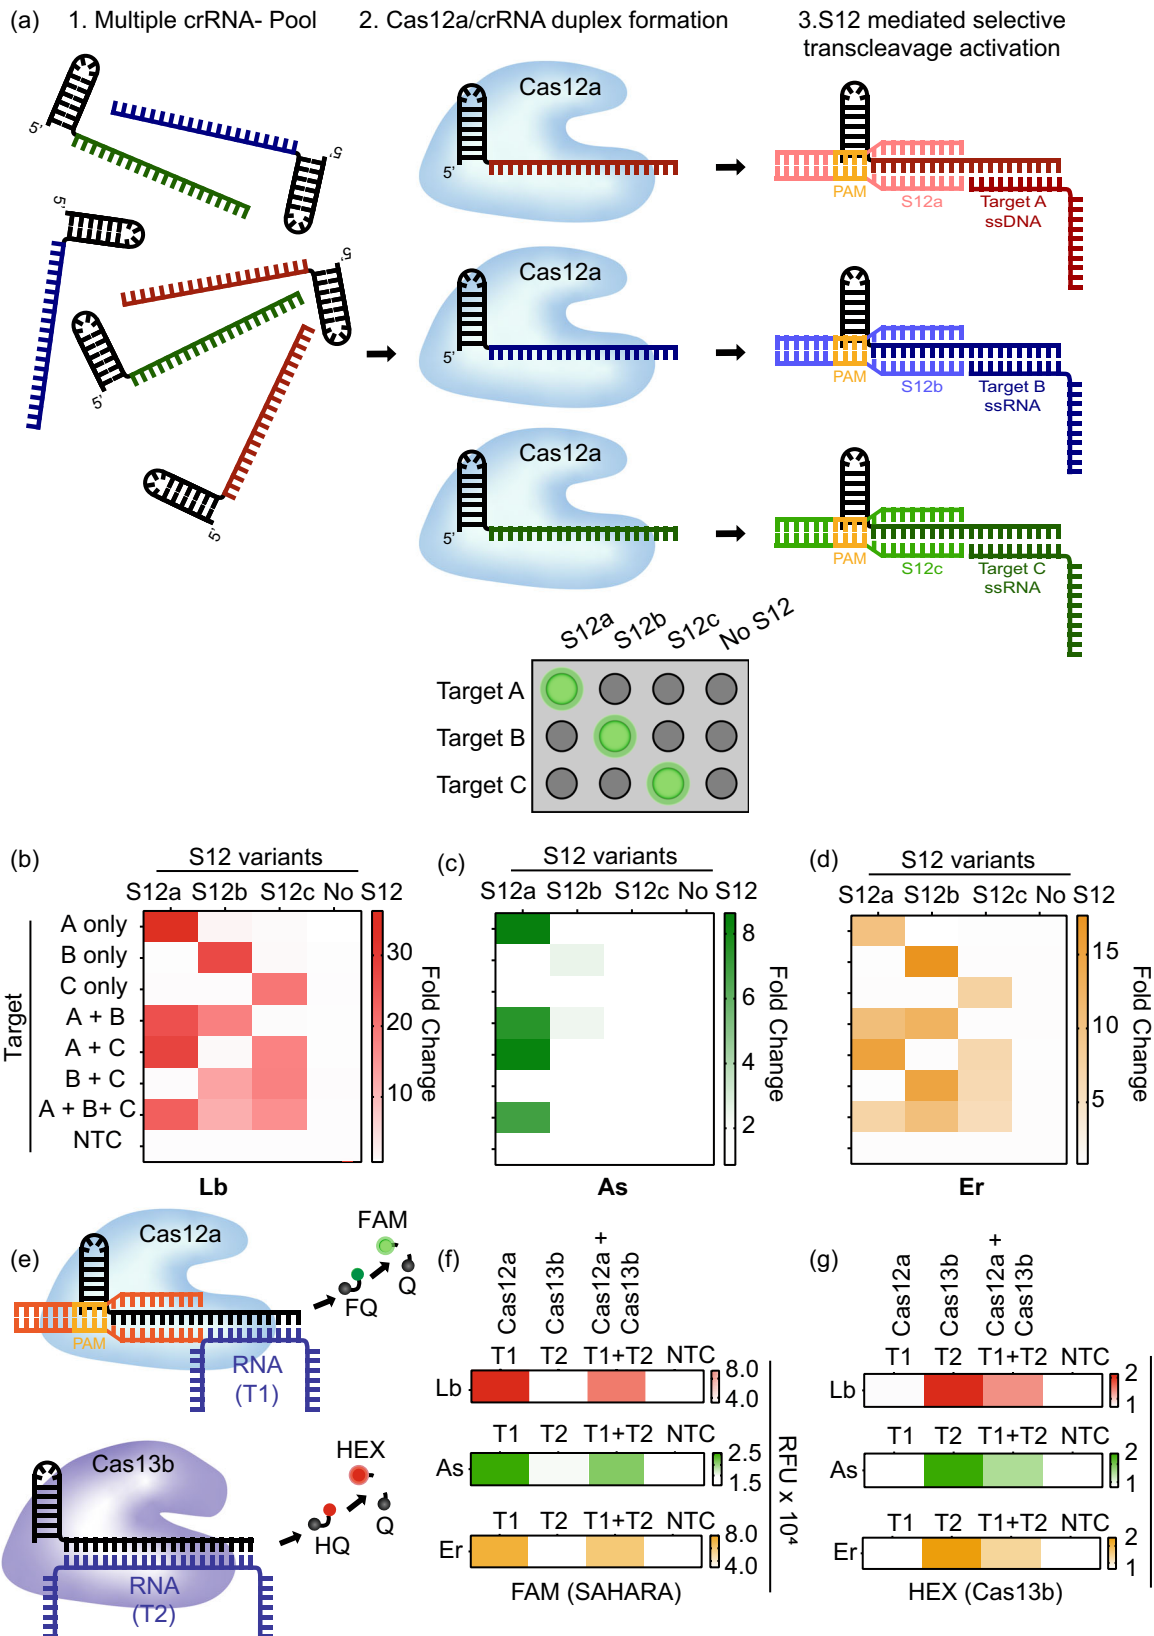 (a) 1. Multiple crRNA- Pool 2. Cas12a/crRNA duplex formation 3.S12 mediated selective
transcleavage activation
5'
5'
5'
5'
5'
5'
Cas12a
5'
PAM
S12a
Target A
ssDNA
Cas12a
5'
PAM
S12b
Target B
ssRNA
Cas12a
5'
PAM
S12c
Target C
ssRNA
S12a S12b S12c No S12
Target A
Target B
Target C
(b) S12 variants
S12a S12b S12c No S12
Target
A only
B only
C only
A + B
A + C
B + C
A + B+ C
NTC
30
20
10
Fold Change
Lb
(c) S12 variants
S12a S12b S12c No S12
8
6
4
2
Fold Change
As
(d) S12 variants
S12a S12b S12c No S12
15
10
5
Fold Change
Er
(e) Cas12a
PAM
RNA
(T1)
FQ
FAM
Q
Cas13b
RNA
(T2)
HQ
HEX
Q
(f) Cas12a Cas13b Cas12a + Cas13b
T1 T2 T1+T2 NTC
Lb 8.0
4.0
T1 T2 T1+T2 NTC
As 2.5
1.5
T1 T2 T1+T2 NTC
Er 8.0
4.0
FAM (SAHARA)
RFU x 10⁴
(g) Cas12a Cas13b Cas12a + Cas13b
T1 T2 T1+T2 NTC
Lb 2
1
T1 T2 T1+T2 NTC
As 2
1
T1 T2 T1+T2 NTC
Er 2
1
HEX (Cas13b)